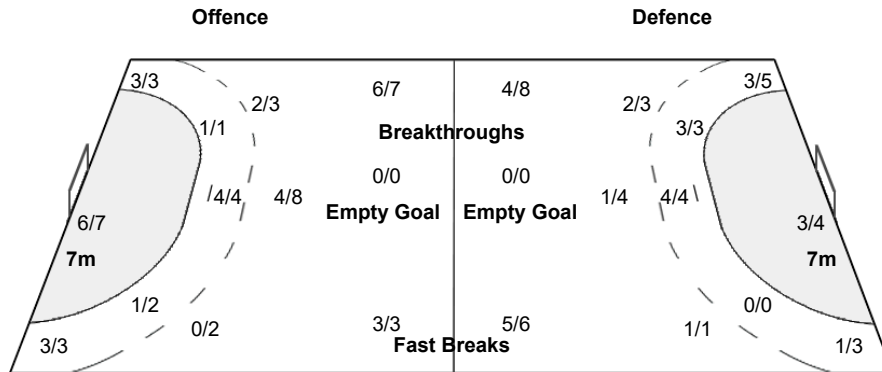 Offence Defence
3/3 6/7 4/8 3/5
2/3 2/3
1/1 Breakthroughs 3/3
0/0 0/0
4/4 4/8 1/4 4/4
Empty Goal Empty Goal
6/7 3/4
7m 7m
1/2 0/0
0/2 3/3 5/6 1/1
3/3 Fast Breaks 1/3